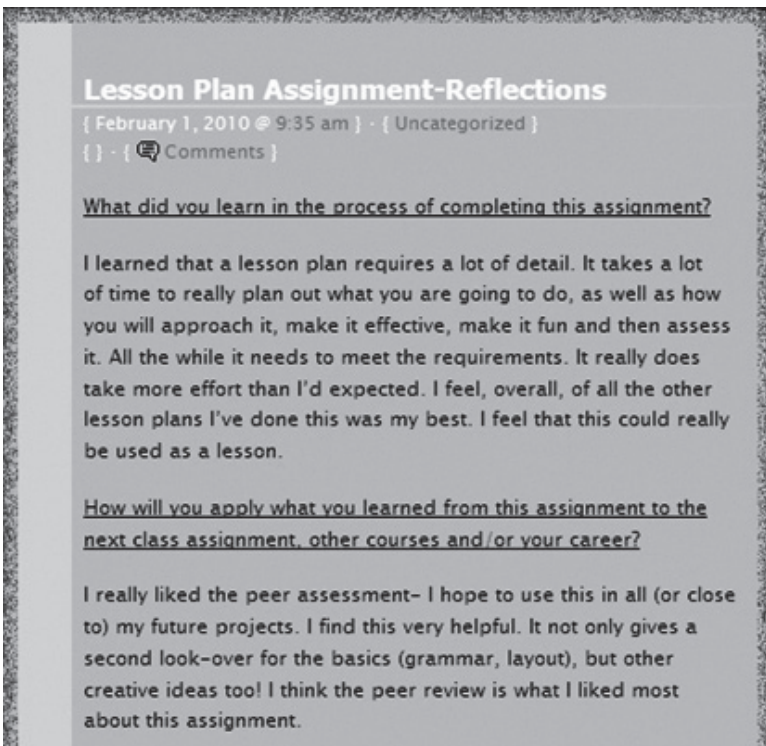 Lesson Plan Assignment-Reflections
{ February 1, 2010 @ 9:35 am } · { Uncategorized }
{ } · { Comments }
What did you learn in the process of completing this assignment?
I learned that a lesson plan requires a lot of detail. It takes a lot
of time to really plan out what you are going to do, as well as how
you will approach it, make it effective, make it fun and then assess
it. All the while it needs to meet the requirements. It really does
take more effort than I'd expected. I feel, overall, of all the other
lesson plans I've done this was my best. I feel that this could really
be used as a lesson.
How will you apply what you learned from this assignment to the
next class assignment, other courses and/or your career?
I really liked the peer assessment– I hope to use this in all (or close
to) my future projects. I find this very helpful. It not only gives a
second look–over for the basics (grammar, layout), but other
creative ideas too! I think the peer review is what I liked most
about this assignment.